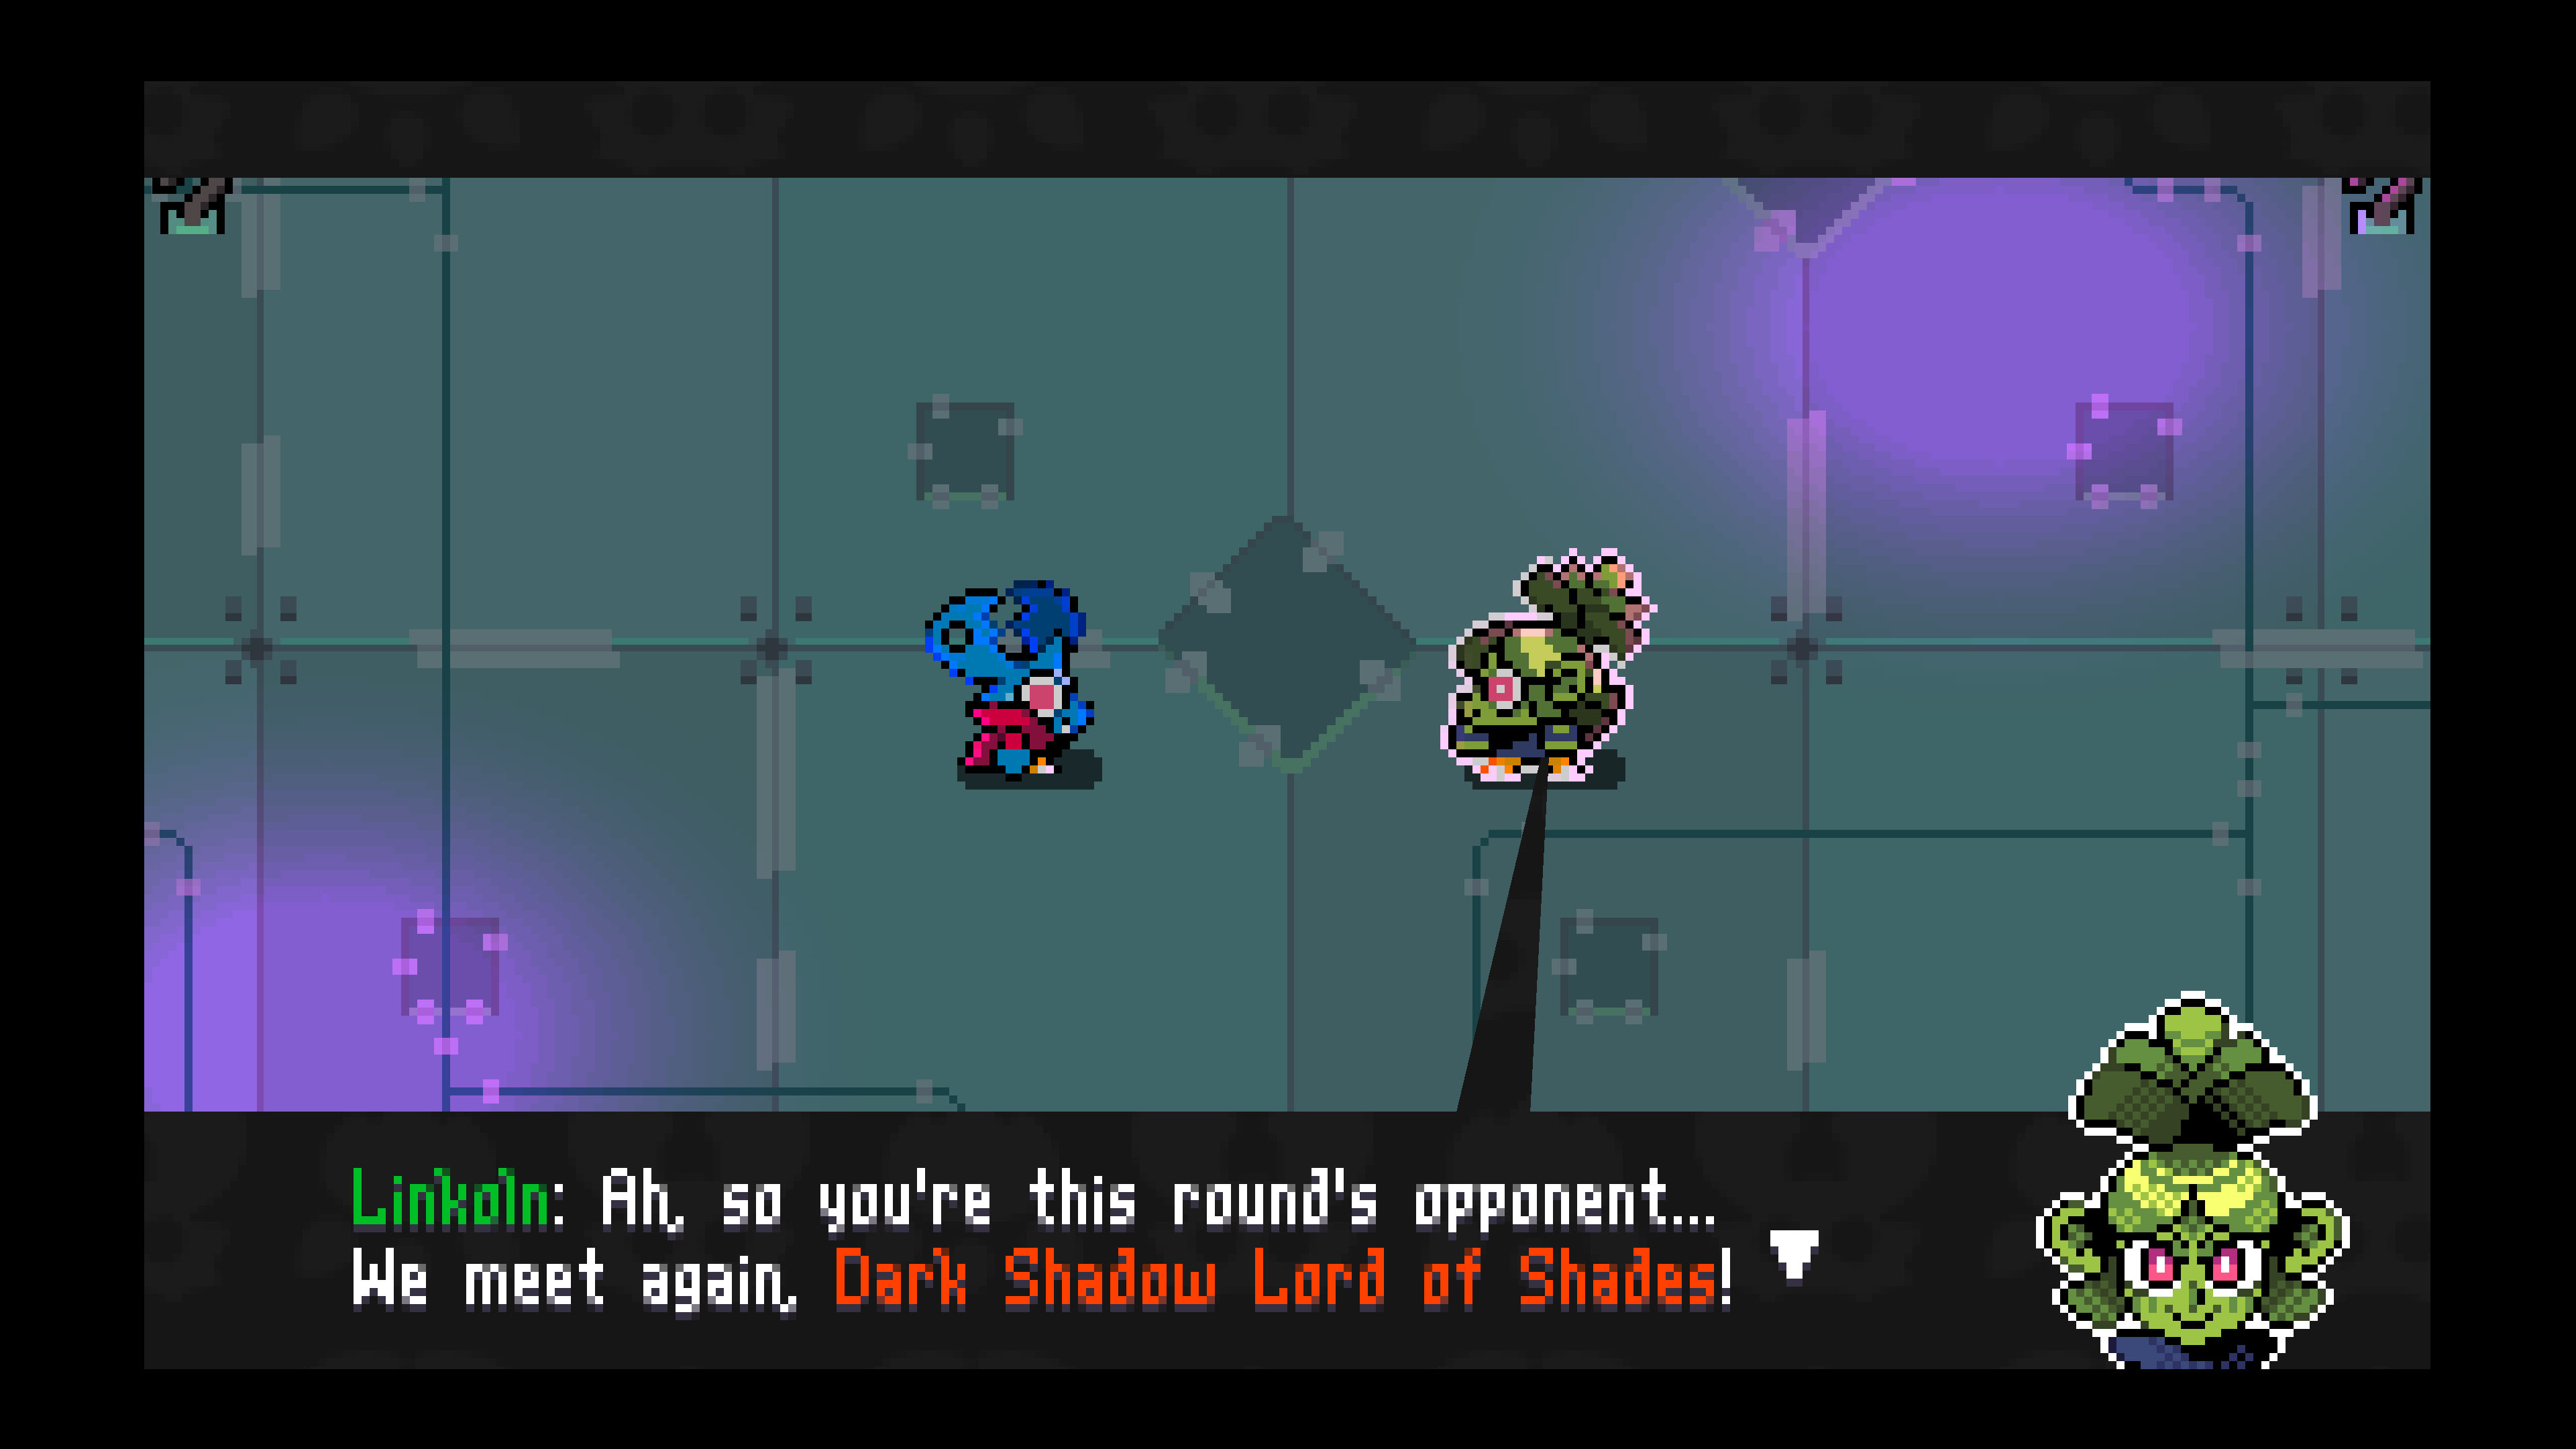 Linkoln: Ah, so you're this round's opponent...
We meet again, Dark Shadow Lord of Shades!